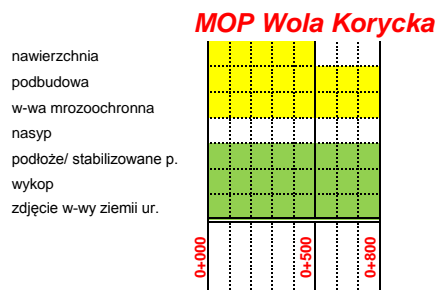 MOP Wola Korycka
nawierzchnia
podbudowa
w-wa mrozoochronna
nasyp
podłoże/ stabilizowane p.
wykop
zdjęcie w-wy ziemii ur.
0+000
0+500
0+800